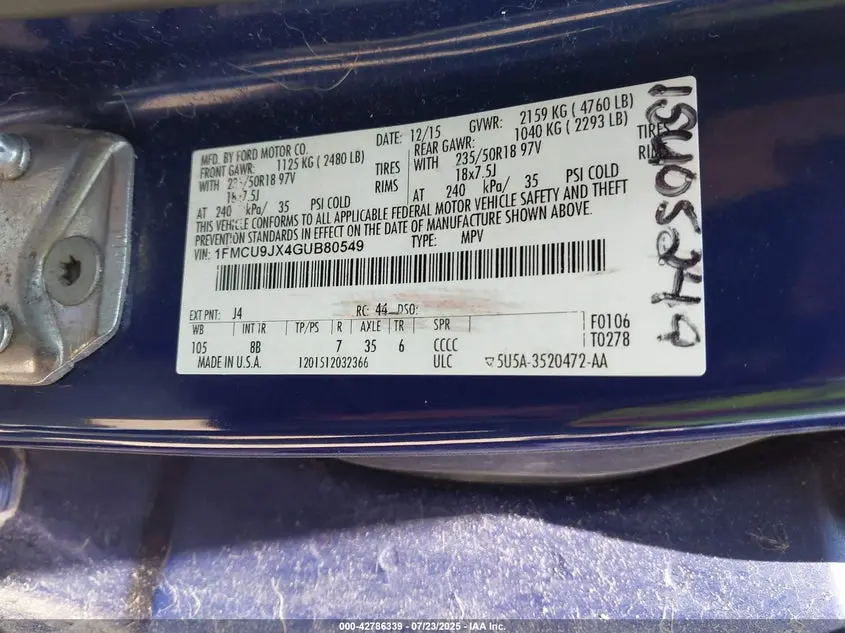 MFD. BY FORD MOTOR CO.
DATE: 12/15
GVWR: 2159 KG ( 4760 LB)
FRONT GAWR: 1125 KG ( 2480 LB)
REAR GAWR: 1040 KG ( 2293 LB)
WITH 235/50R18 97V TIRES
WITH 235/50R18 97V TIRES
18x7.5J RIMS
18x7.5J RIMS
AT 240 kPa/ 35 PSI COLD
AT 240 kPa/ 35 PSI COLD
THIS VEHICLE CONFORMS TO ALL APPLICABLE FEDERAL MOTOR VEHICLE SAFETY AND THEFT
PREVENTION STANDARDS IN EFFECT ON THE DATE OF MANUFACTURE SHOWN ABOVE.
VIN: 1FMCU9JX4GUB80549
TYPE: MPV
EXT PNT: J4 RC: 44 DSO:
WB INT TR TP/PS R AXLE TR SPR
105 8B 7 35 6 CCCC
F0106
T0278
MADE IN U.S.A. 1201512032366 ULC ▽5U5A-3520472-AA
000-42786339 - 07/23/2025 - IAA Inc.